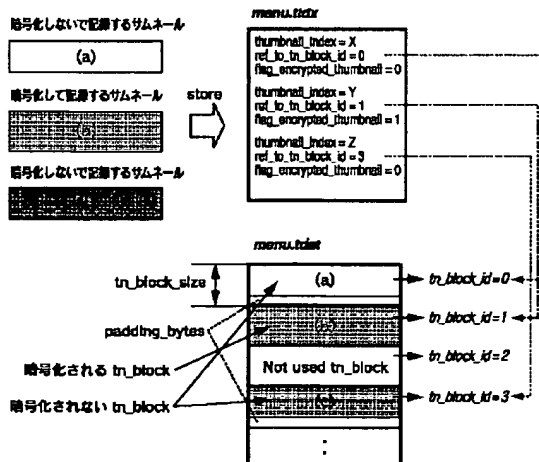 暗号化しないで記録するサムネール
(a)
暗号化して記録するサムネール
暗号化しないで記録するサムネール
store
menu.tidx
thumbnail_index = X
ref_to_tn_block_id = 0
flag_encrypted_thumbnail = 0
thumbnail_index = Y
ref_to_tn_block_id = 1
flag_encrypted_thumbnail = 1
thumbnail_index = Z
ref_to_tn_block_id = 3
flag_encrypted_thumbnail = 0
menu.tdat
tn_block_size
(a)
tn_block_id=0
padding_bytes
tn_block_id=1
暗号化される tn_block
Not used tn_block
tn_block_id=2
暗号化されない tn_block
(c)
tn_block_id=3